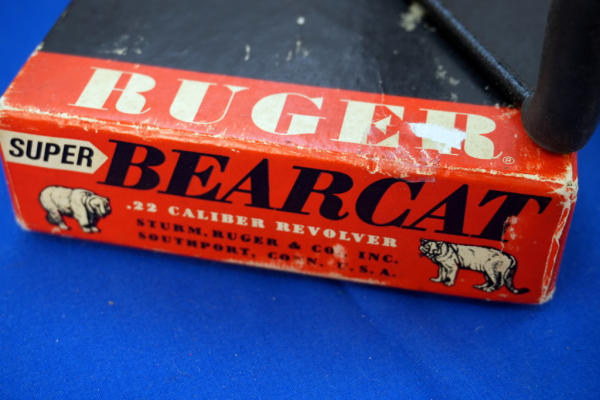 RUGER®
SUPER BEARCAT
.22 CALIBER REVOLVER
STURM, RUGER & CO., INC.
SOUTHPORT, CONN. U.S.A.